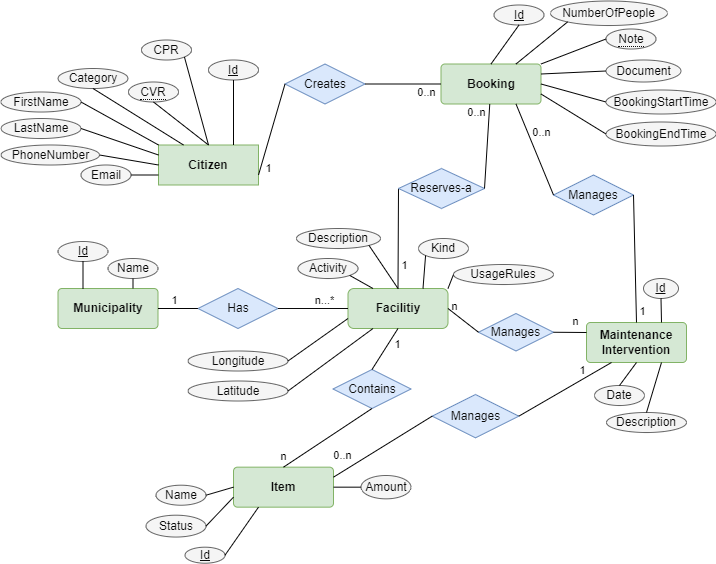 Id
NumberOfPeople
Note
CPR
Id
Category
CVR
Creates
0..n
Booking
Document
FirstName
BookingStartTime
0..n
LastName
0..n
BookingEndTime
PhoneNumber
Citizen
1
Email
Reserves-a
Manages
Description
Kind
Id
Name
Activity
1
UsageRules
Id
Municipality
1
Has
n...*
Facilitiy
n
1
Manages
n
Maintenance
Intervention
1
Longitude
1
Latitude
Contains
Date
Manages
Description
n
0..n
Name
Item
Amount
Status
Id